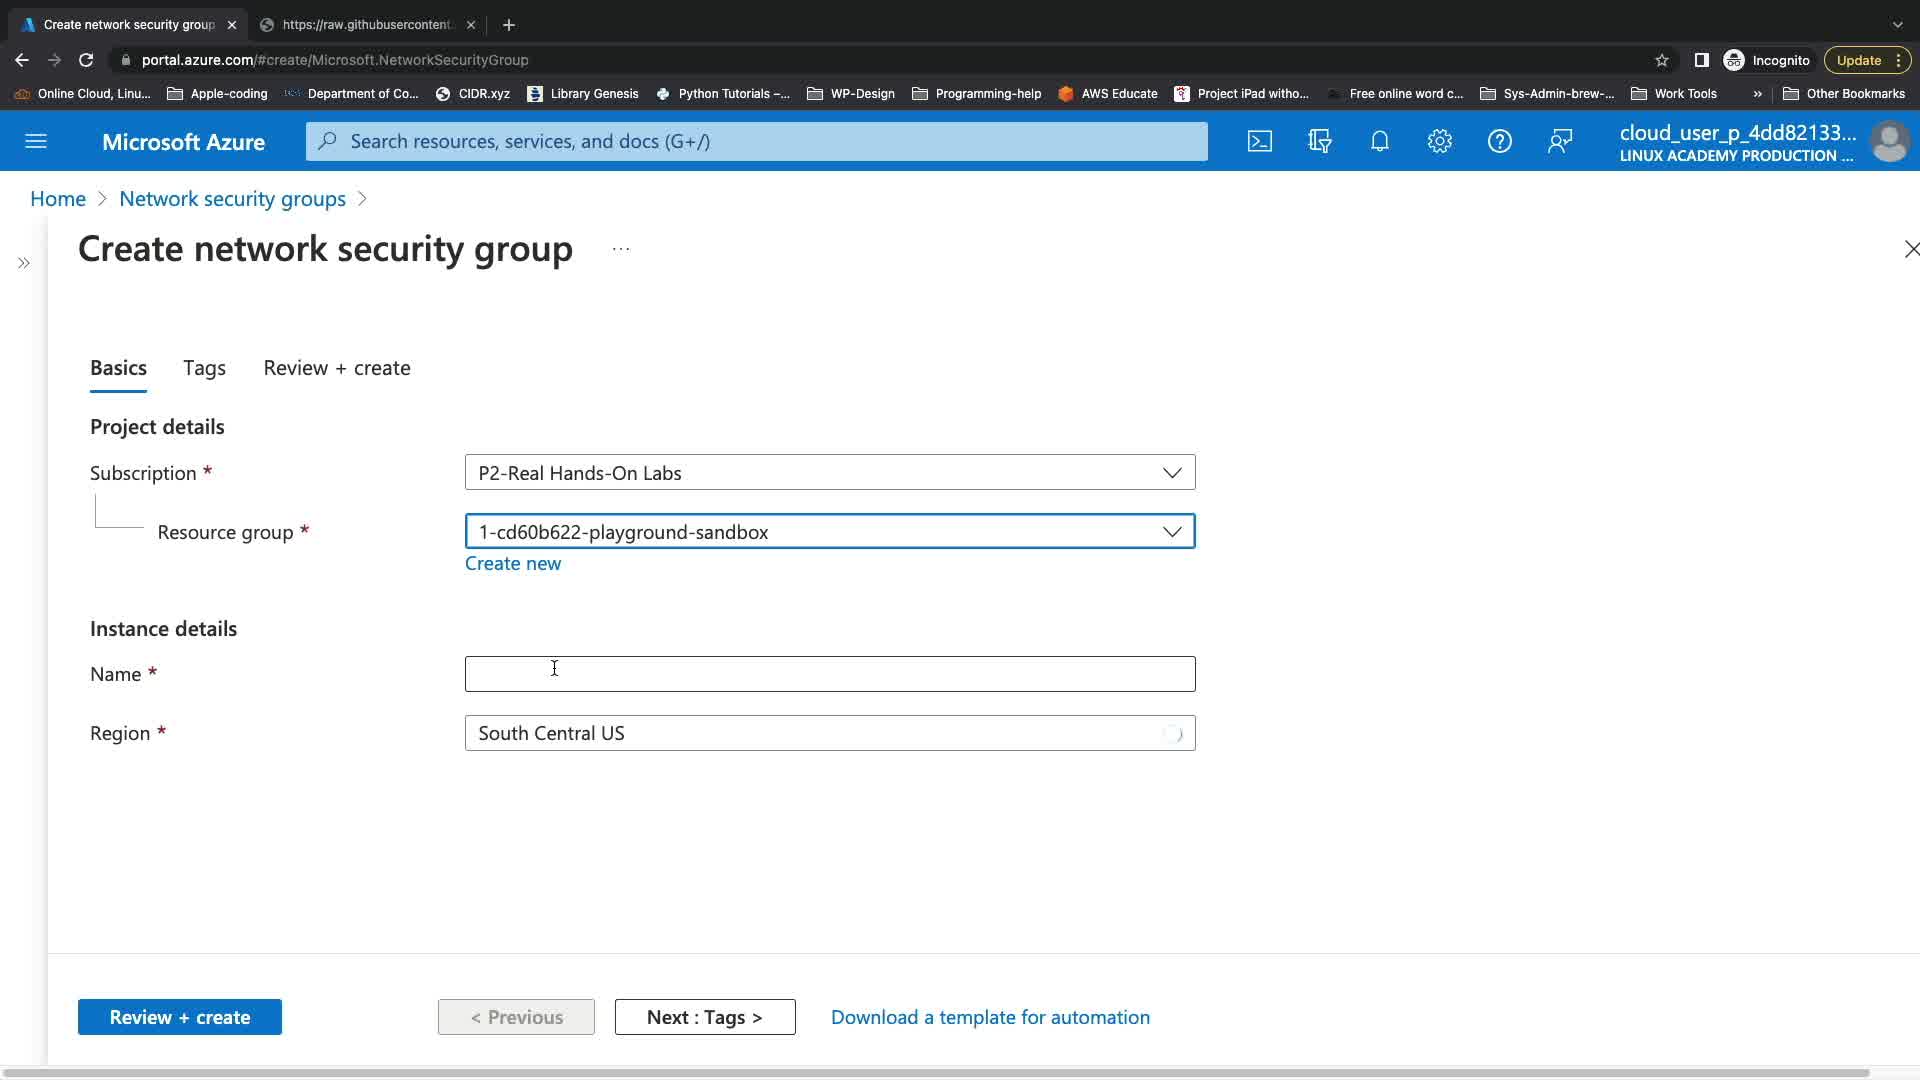 Create network security group
https://raw.githubusercontent.
portal.azure.com/#create/Microsoft.NetworkSecurityGroup
Incognito
Update
Online Cloud, Linu...
Apple-coding
Department of Co...
CIDR.xyz
Library Genesis
Python Tutorials –...
WP-Design
Programming-help
AWS Educate
Project iPad witho...
Free online word c...
Sys-Admin-brew-...
Work Tools
»
Other Bookmarks
Microsoft Azure
Search resources, services, and docs (G+/)
cloud_user_p_4dd82133...
LINUX ACADEMY PRODUCTION ...
Home > Network security groups >
Create network security group ...
Basics
Tags
Review + create
Project details
Subscription *
P2-Real Hands-On Labs
Resource group *
1-cd60b622-playground-sandbox
Create new
Instance details
Name *
Region *
South Central US
Review + create
< Previous
Next : Tags >
Download a template for automation